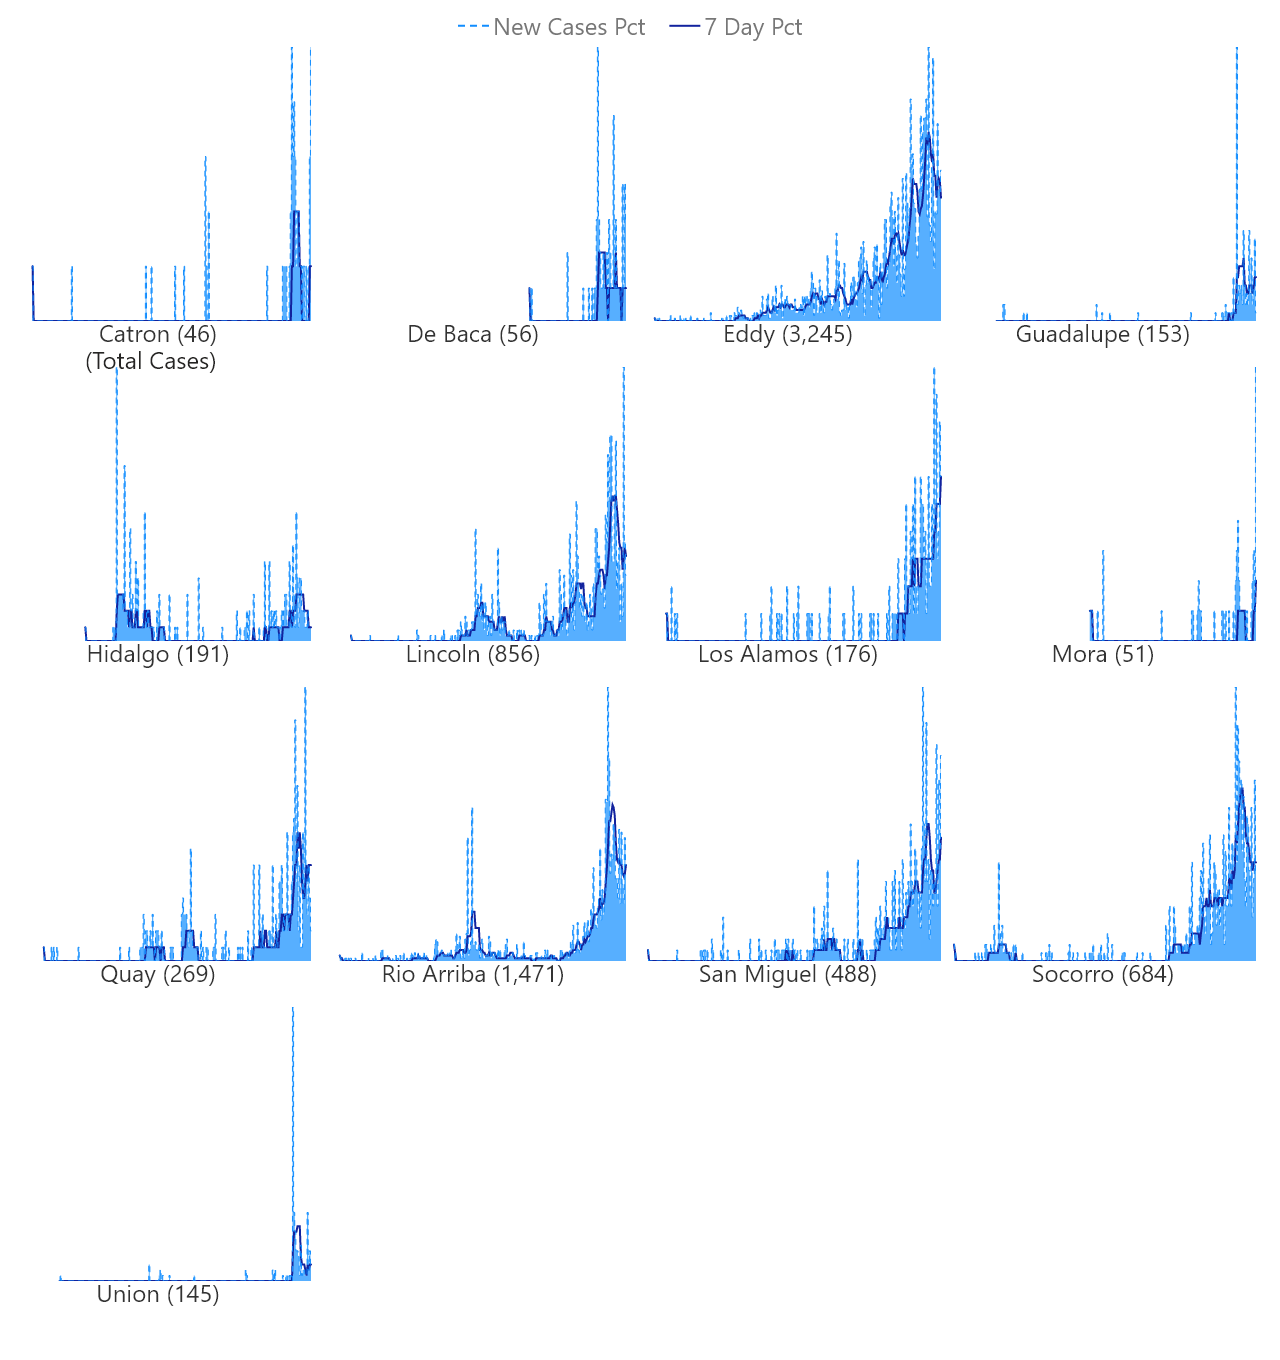 New Cases Pct 7 Day Pct
Catron (46)
(Total Cases)
De Baca (56)
Eddy (3,245)
Guadalupe (153)
Hidalgo (191)
Lincoln (856)
Los Alamos (176)
Mora (51)
Quay (269)
Rio Arriba (1,471)
San Miguel (488)
Socorro (684)
Union (145)